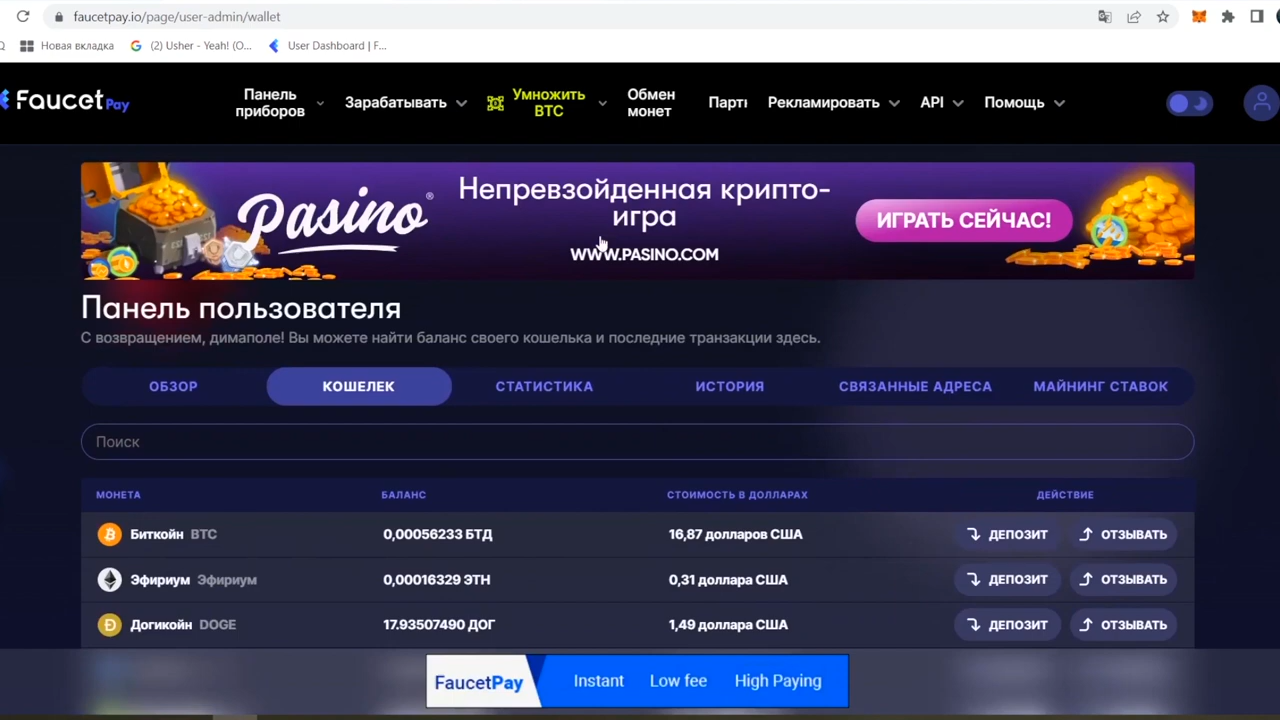 faucetpay.io/page/user-admin/wallet
Новая вкладка
(2) Usher - Yeah! (O...
User Dashboard | F...
FaucetPay
Панель
приборов
Зарабатывать
Умножить
BTC
Обмен
монет
Рекламировать
API
Помощь
Pasino®
Непревзойденная крипто-
игра
WWW.PASINO.COM
ИГРАТЬ СЕЙЧАС!
Панель пользователя
С возвращением, димаполе! Вы можете найти баланс своего кошелька и последние транзакции здесь.
ОБЗОР
КОШЕЛЕК
СТАТИСТИКА
ИСТОРИЯ
СВЯЗАННЫЕ АДРЕСА
МАЙНИНГ СТАВОК
Поиск
МОНЕТА БАЛАНС СТОИМОСТЬ В ДОЛЛАРАХ ДЕЙСТВИЕ
Биткойн BTC 0,00056233 БТД 16,87 долларов США ДЕПОЗИТ ОТЗЫВАТЬ
Эфириум Эфириум 0,00016329 ЭТН 0,31 доллара США ДЕПОЗИТ ОТЗЫВАТЬ
Догикойн DOGE 17.93507490 ДОГ 1,49 доллара США ДЕПОЗИТ ОТЗЫВАТЬ
FaucetPay Instant Low fee High Paying